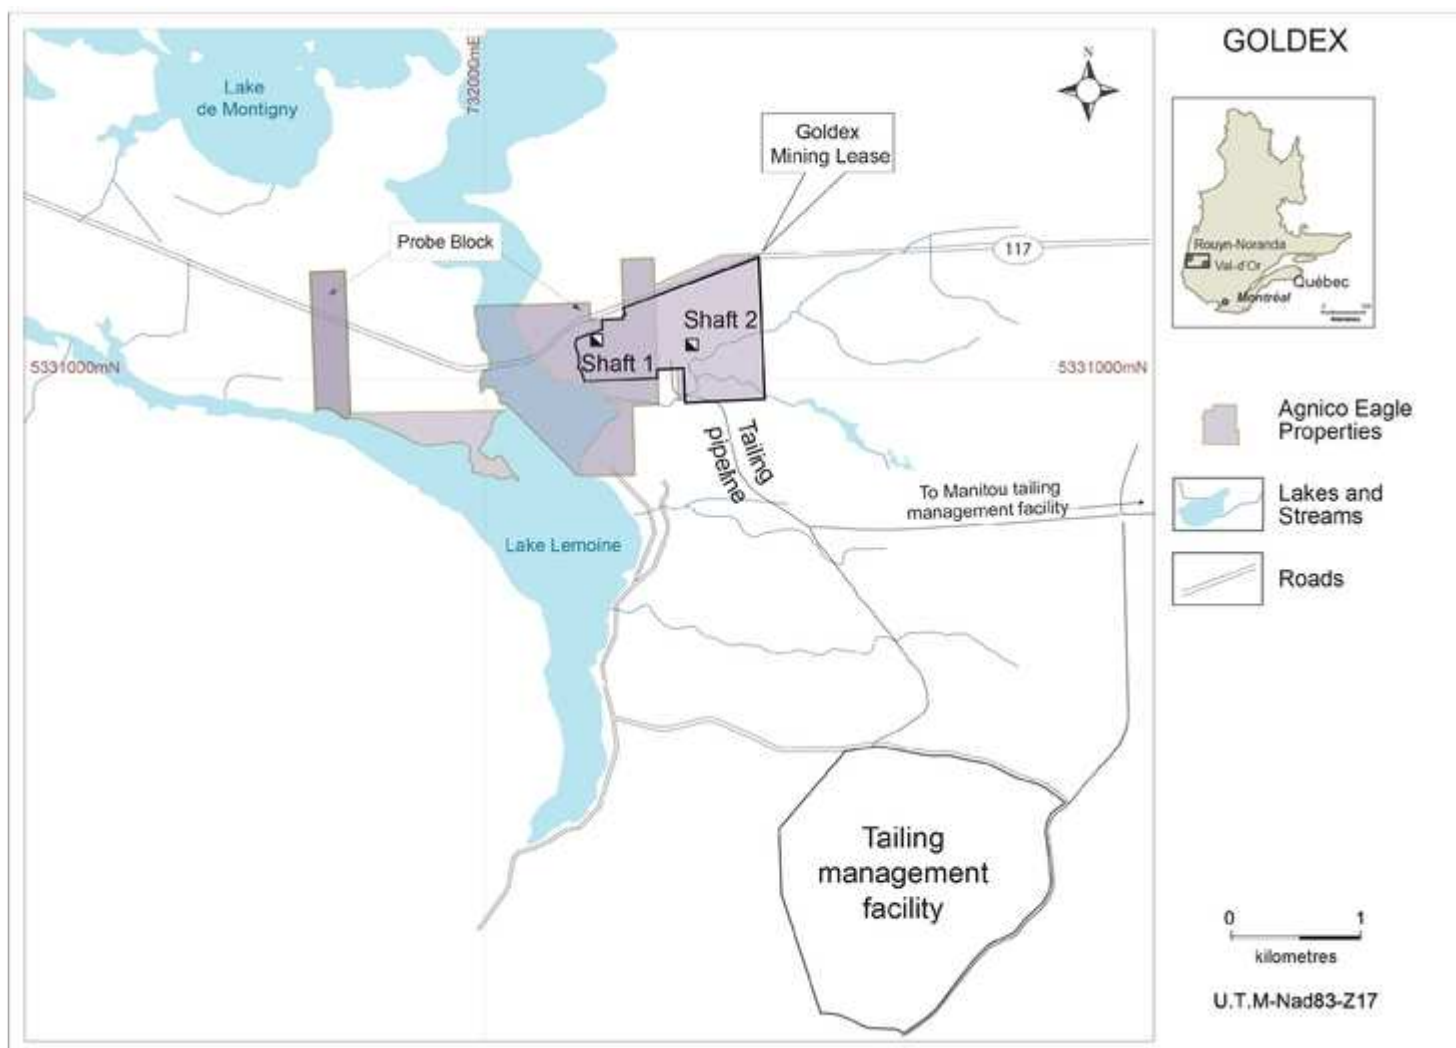 GOLDEX
Lake
de Montigny
732000mE
N
Goldex
Mining Lease
Probe Block
117
Rouyn-Noranda
Val-d'Or
Québec
Montréal
0
Shaft 2
Shaft 1
5331000mN
5331000mN
Agnico Eagle
Properties
Tailing
pipeline
To Manitou tailing
management facility
Lakes and
Streams
Lake Lemoine
Roads
Tailing
management
facility
0 1
kilometres
U.T.M-Nad83-Z17